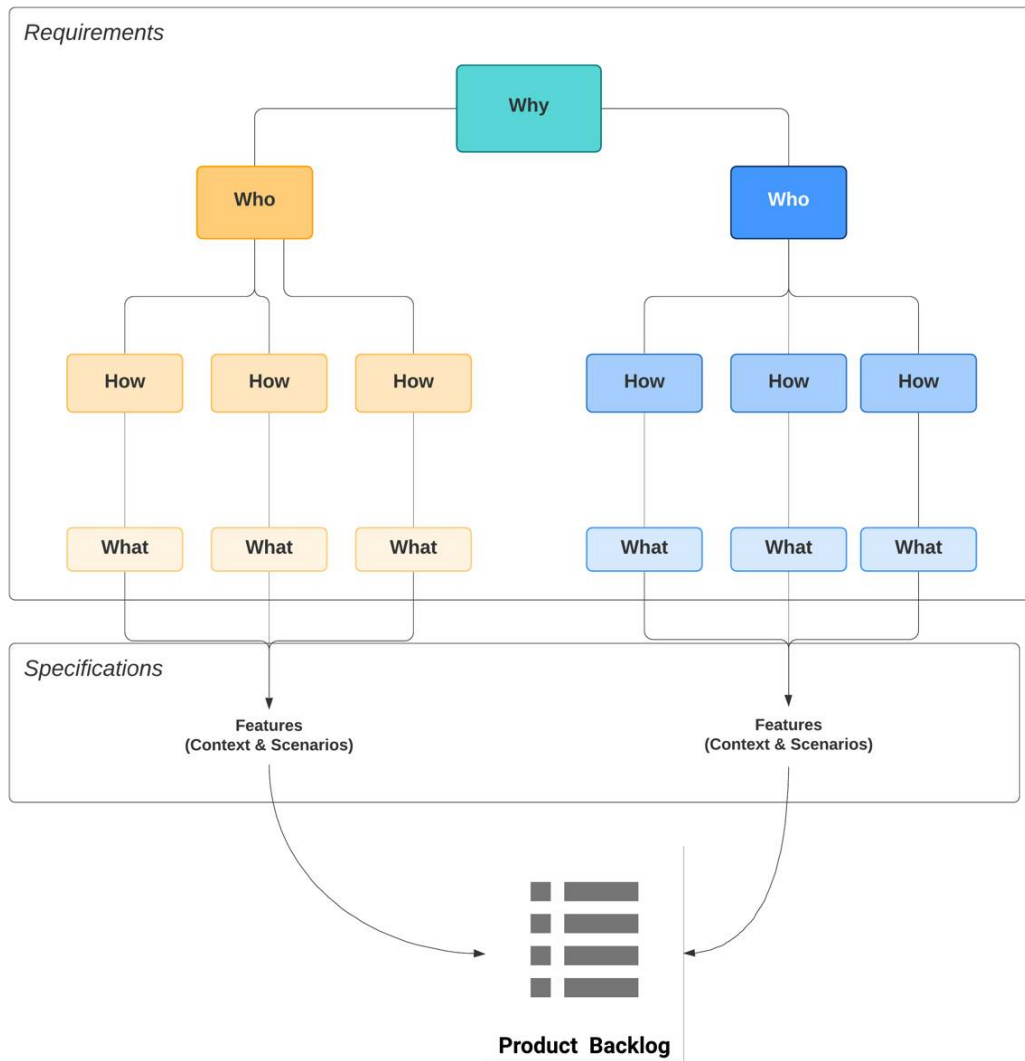 Requirements
Why
Who
Who
How
How
How
How
How
How
What
What
What
What
What
What
Specifications
Features
(Context & Scenarios)
Features
(Context & Scenarios)
Product Backlog